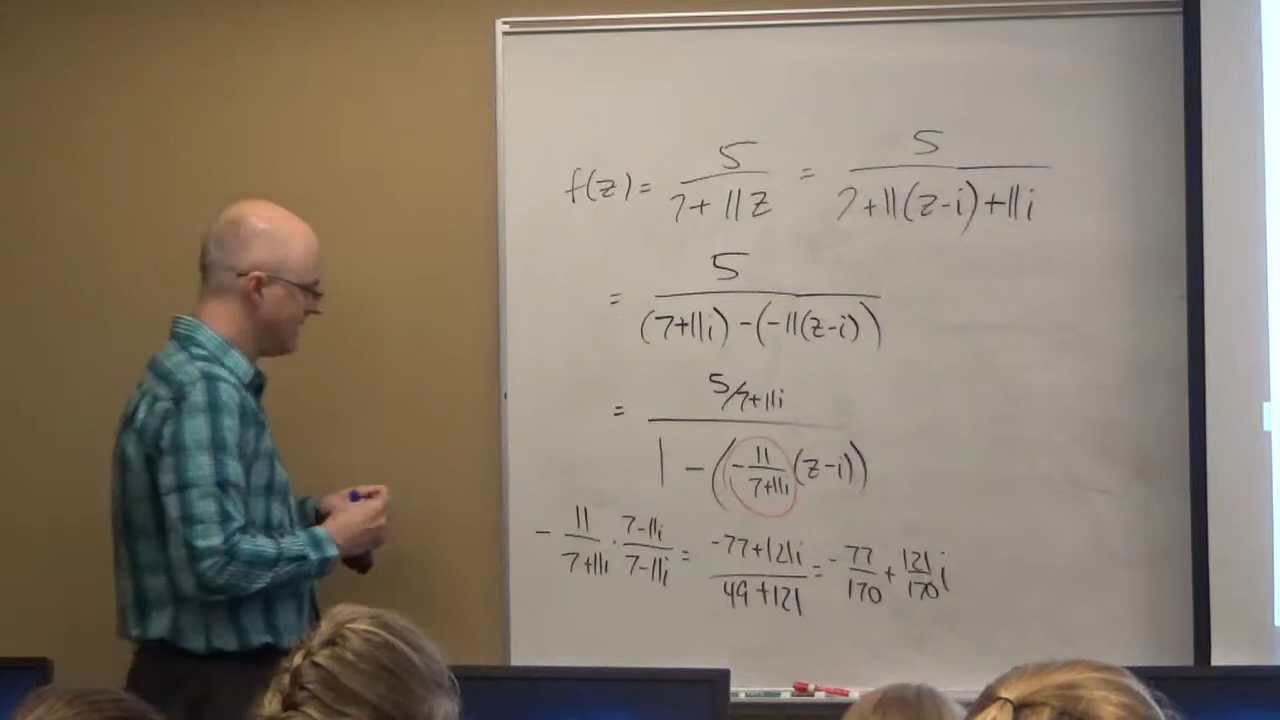 f(z) = 5/(7+11z) = 5/(7+11(z-i)+11i)
= 5/((7+11i)-(-11(z-i)))
= (5/7+11i)/(1-(-11/(7+11i)(z-i)))
- 11/(7+11i) · (7-11i)/(7-11i) = (-77+121i)/(49+121) = -77/170 + 121/170 i